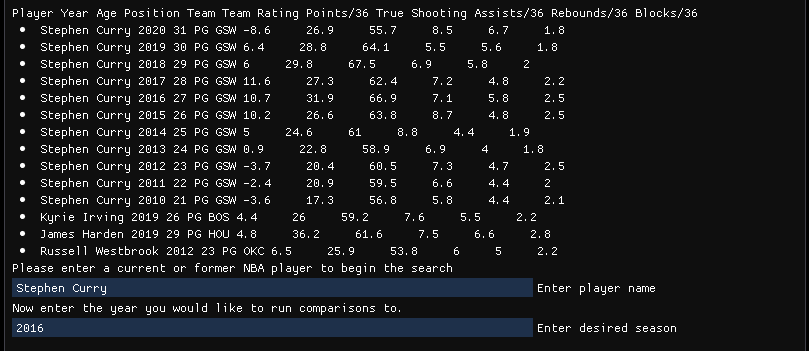 Player Year Age Position Team Team Rating Points/36 True Shooting Assists/36 Rebounds/36 Blocks/36
• Stephen Curry 2020 31 PG GSW -8.6 26.9 55.7 8.5 6.7 1.8
• Stephen Curry 2019 30 PG GSW 6.4 28.8 64.1 5.5 5.6 1.8
• Stephen Curry 2018 29 PG GSW 6 29.8 67.5 6.9 5.8 2
• Stephen Curry 2017 28 PG GSW 11.6 27.3 62.4 7.2 4.8 2.2
• Stephen Curry 2016 27 PG GSW 10.7 31.9 66.9 7.1 5.8 2.5
• Stephen Curry 2015 26 PG GSW 10.2 26.6 63.8 8.7 4.8 2.5
• Stephen Curry 2014 25 PG GSW 5 24.6 61 8.8 4.4 1.9
• Stephen Curry 2013 24 PG GSW 0.9 22.8 58.9 6.9 4 1.8
• Stephen Curry 2012 23 PG GSW -3.7 20.4 60.5 7.3 4.7 2.5
• Stephen Curry 2011 22 PG GSW -2.4 20.9 59.5 6.6 4.4 2
• Stephen Curry 2010 21 PG GSW -3.6 17.3 56.8 5.8 4.4 2.1
• Kyrie Irving 2019 26 PG BOS 4.4 26 59.2 7.6 5.5 2.2
• James Harden 2019 29 PG HOU 4.8 36.2 61.6 7.5 6.6 2.8
• Russell Westbrook 2012 23 PG OKC 6.5 25.9 53.8 6 5 2.2
Please enter a current or former NBA player to begin the search
Stephen Curry Enter player name
Now enter the year you would like to run comparisons to.
2016 Enter desired season